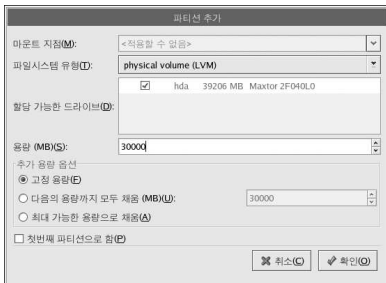 파티션 추가
마운트 지점(M): <적용할 수 없음>
파일시스템 유형(T): physical volume (LVM)
할당 가능한 드라이브(D): hda 39206 MB Maxtor 2F040L0
용량 (MB)(S): 30000
추가 용량 옵션
고정 용량(F)
다음의 용량까지 모두 채움 (MB)(U): 30000
최대 가능한 용량으로 채움(A)
첫번째 파티션으로 함(P)
취소(C) 확인(O)